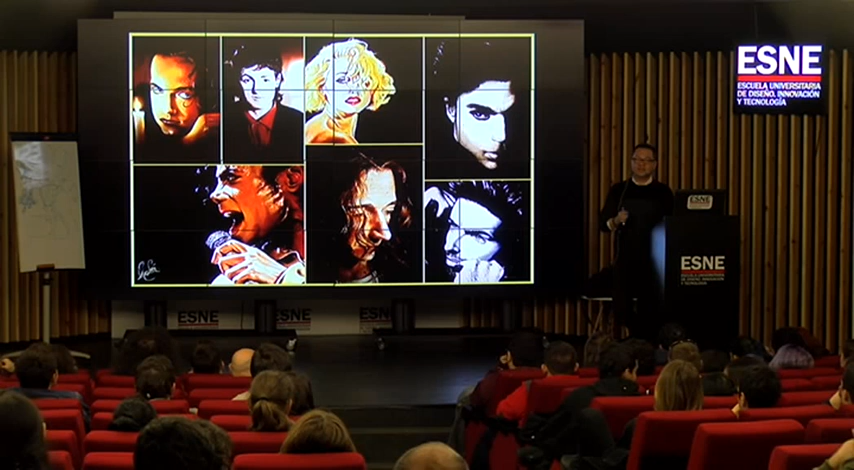 ESNE
ESCUELA UNIVERSITARIA
DE DISEÑO, INNOVACIÓN
Y TECNOLOGÍA
ESNE
ESNE
ESNE
ESNE
ESNE